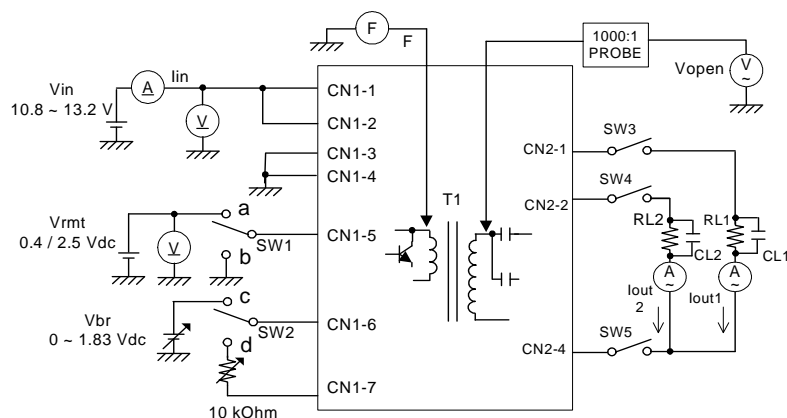 F
F
1000:1
PROBE
Vopen
V
~
Vin
10.8 ~ 13.2 V
A
Iin
V
CN1-1
CN1-2
CN1-3
CN1-4
CN2-1
SW3
SW4
CN2-2
T1
RL2
CL2
RL1
CL1
Vrmt
0.4 / 2.5 Vdc
V
a
b
SW1
CN1-5
A
~
A
~
Iout
2
Iout1
Vbr
0 ~ 1.83 Vdc
c
d
SW2
CN1-6
SW5
CN2-4
CN1-7
10 kOhm